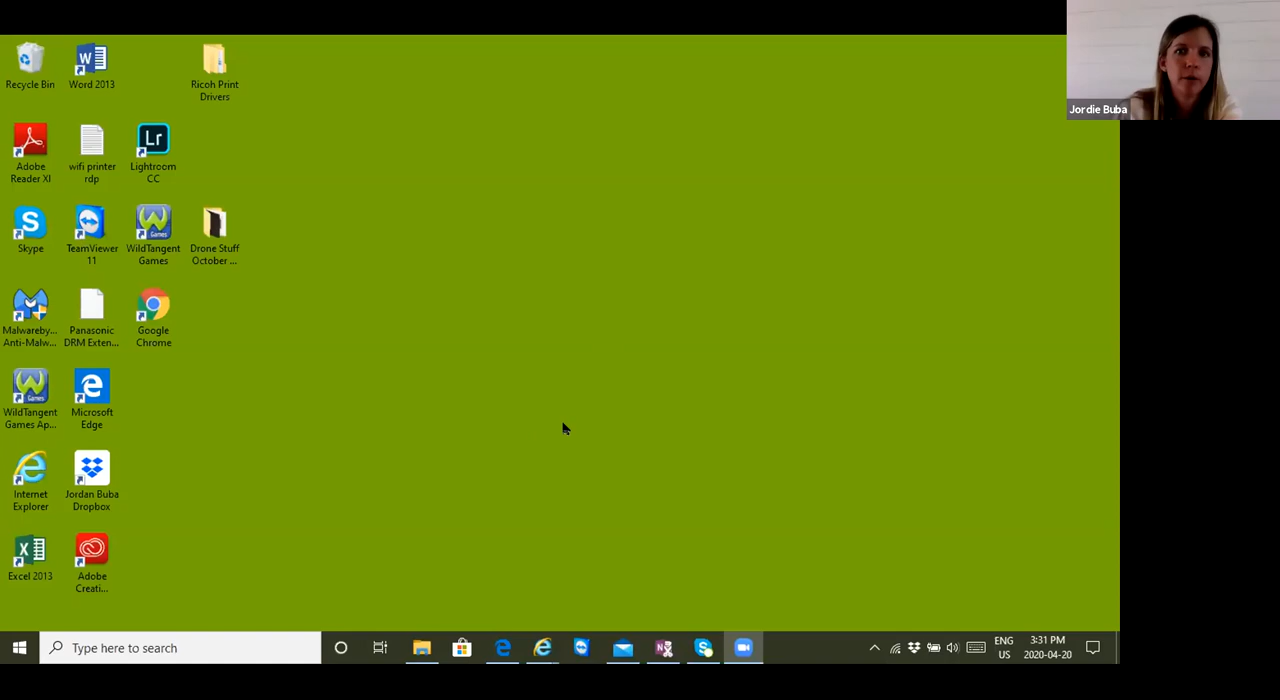 Recycle Bin
Word 2013
Ricoh Print
Drivers
Jordie Buba
Adobe
Reader XI
wifi printer
rdp
Lr
Lightroom
CC
Skype
TeamViewer
11
Games
WildTangent
Games
Drone Stuff
October ...
Malwareby...
Anti-Malw...
Panasonic
DRM Exten...
Google
Chrome
Games
WildTangent
Games Ap...
Microsoft
Edge
Internet
Explorer
Jordan Buba
Dropbox
Excel 2013
Adobe
Creati...
Type here to search
ENG
US
3:31 PM
2020-04-20